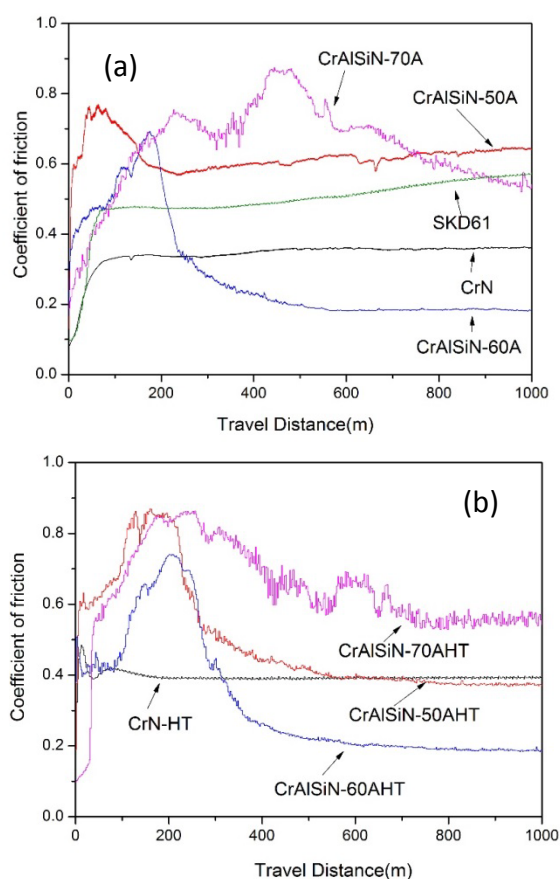 (a)
CrAlSiN-70A
CrAlSiN-50A
SKD61
CrN
CrAlSiN-60A
Coefficient of friction
1.0
0.8
0.6
0.4
0.2
0.0
0 200 400 600 800 1000
Travel Distance(m)
(b)
CrAlSiN-70AHT
CrN-HT
CrAlSiN-50AHT
CrAlSiN-60AHT
Coefficient of friction
1.0
0.8
0.6
0.4
0.2
0.0
0 200 400 600 800 1000
Travel Distance(m)